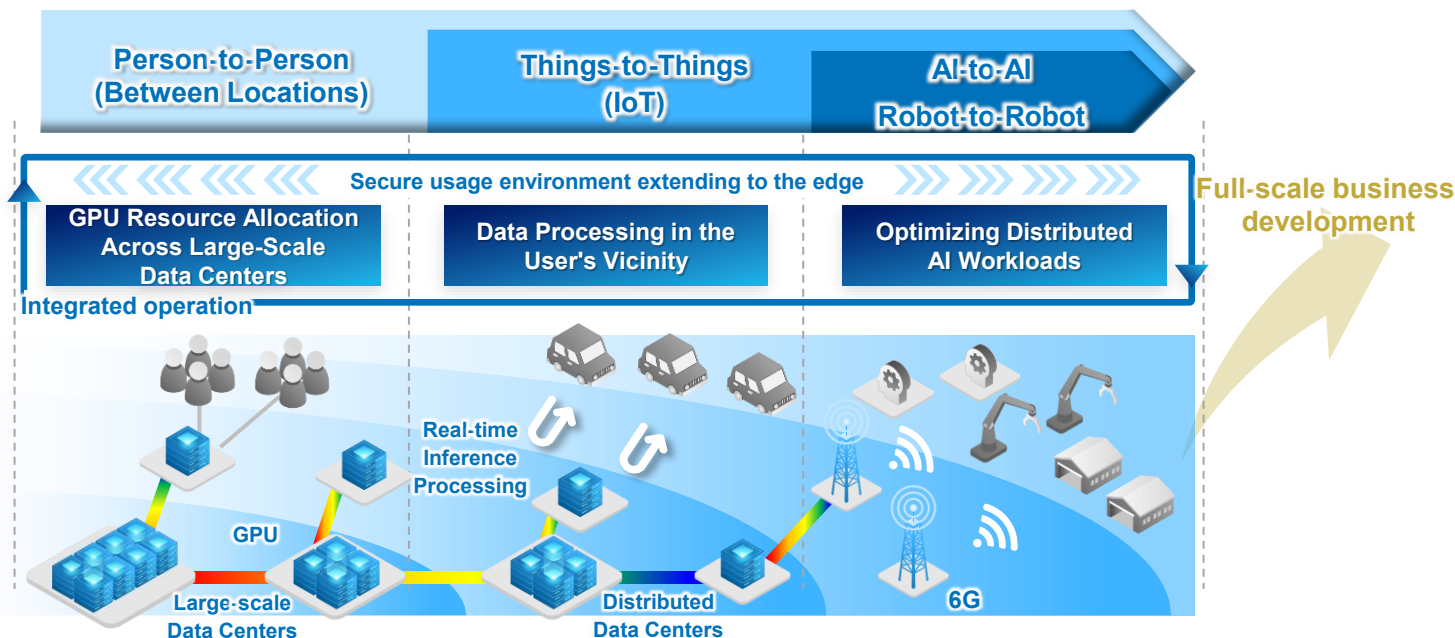 Person-to-Person
(Between Locations)
Things-to-Things
(IoT)
AI-to-AI
Robot-to-Robot
Secure usage environment extending to the edge
GPU Resource Allocation
Across Large-Scale
Data Centers
Data Processing in the
User's Vicinity
Optimizing Distributed
AI Workloads
Full-scale business
development
Integrated operation
Real-time
Inference
Processing
GPU
Large-scale
Data Centers
Distributed
Data Centers
6G